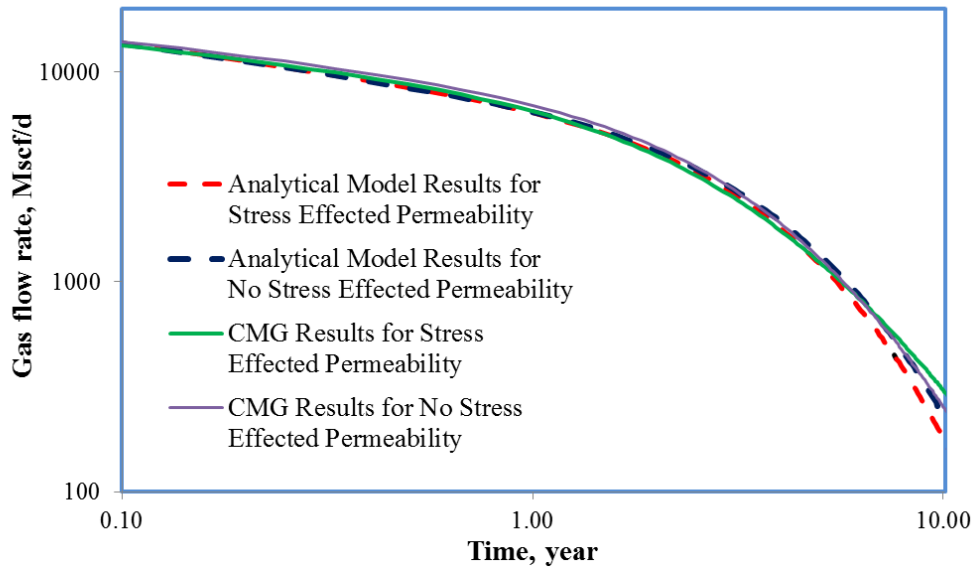 10000
1000
100
Gas flow rate, Mscf/d
Analytical Model Results for
Stress Effected Permeability
Analytical Model Results for
No Stress Effected Permeability
CMG Results for Stress
Effected Permeability
CMG Results for No Stress
Effected Permeability
0.10
1.00
10.00
Time, year